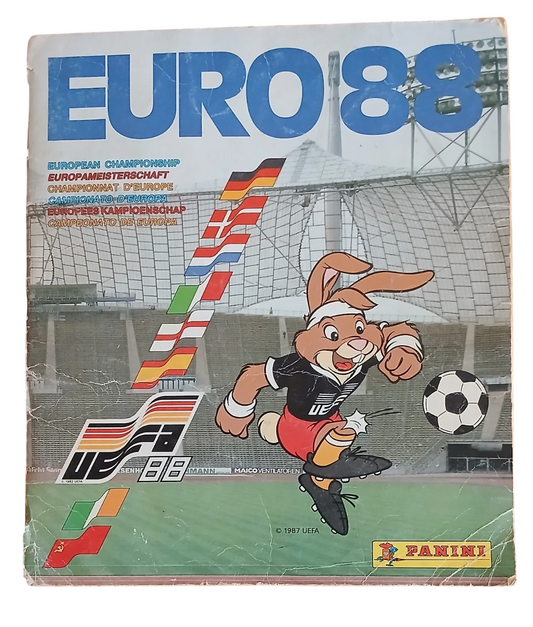 EURO 88
EUROPEAN CHAMPIONSHIP
EUROPAMEISTERSCHAFT
CHAMPIONNAT D'EUROPE
CAMPIONATO D'EUROPA
EUROPEES KAMPIOENSCHAP
CAMPEONATO DE EUROPA
UEFA
UEFA
88
MAICO VENTILATOREN
© 1987 UEFA
PANINI